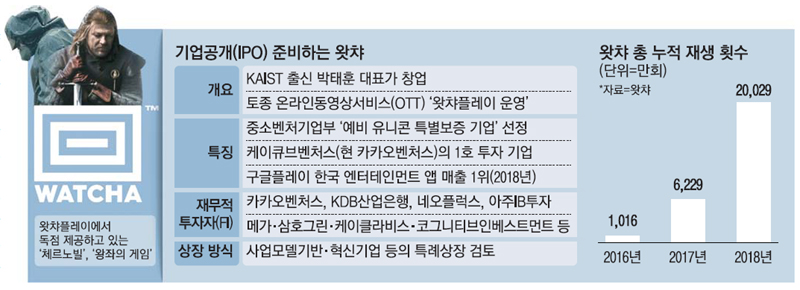 WATCHA
TM
왓챠플레이에서
독점 제공하고 있는
‘체르노빌’, ‘왕좌의 게임’
기업공개(IPO) 준비하는 왓챠
개요
KAIST 출신 박태훈 대표가 창업
토종 온라인동영상서비스(OTT) ‘왓챠플레이 운영’
특징
중소벤처기업부 ‘예비 유니콘 특별보증 기업’ 선정
케이큐브벤처스(현 카카오벤처스)의 1호 투자 기업
구글플레이 한국 엔터테인먼트 앱 매출 1위(2018년)
재무적
투자자(FI)
카카오벤처스, KDB산업은행, 네오플럭스, 아주IB투자
메가·삼호그린·케이클라비스·코그니티브인베스트먼트 등
상장 방식
사업모델기반·혁신기업 등의 특례상장 검토
왓챠 총 누적 재생 횟수
(단위=만회)
*자료=왓챠
20,029
6,229
1,016
2016년 2017년 2018년